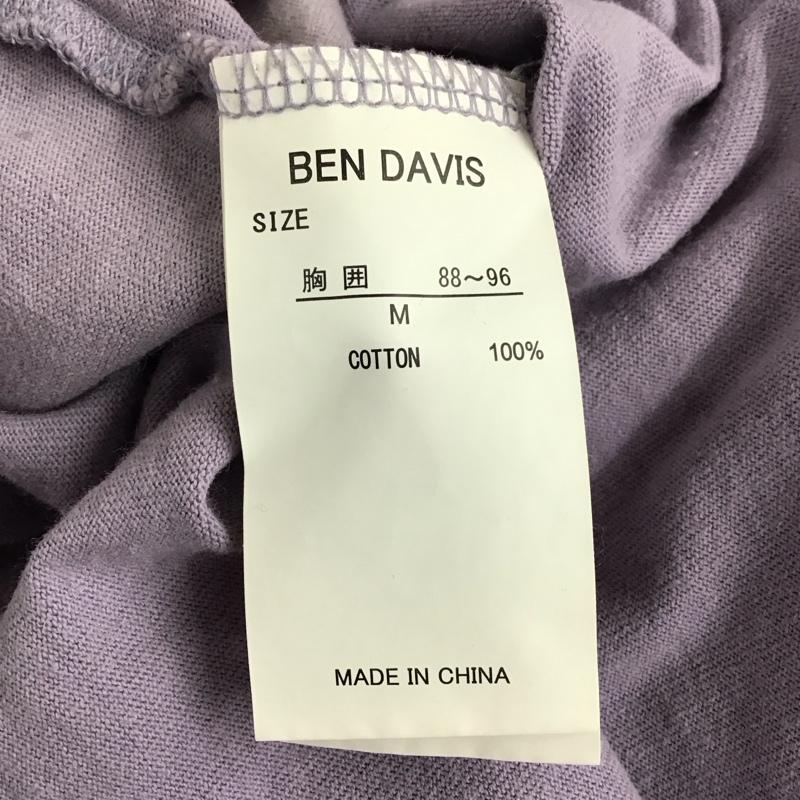 BEN DAVIS
SIZE
胸 囲 88～96
M
COTTON 100%
MADE IN CHINA